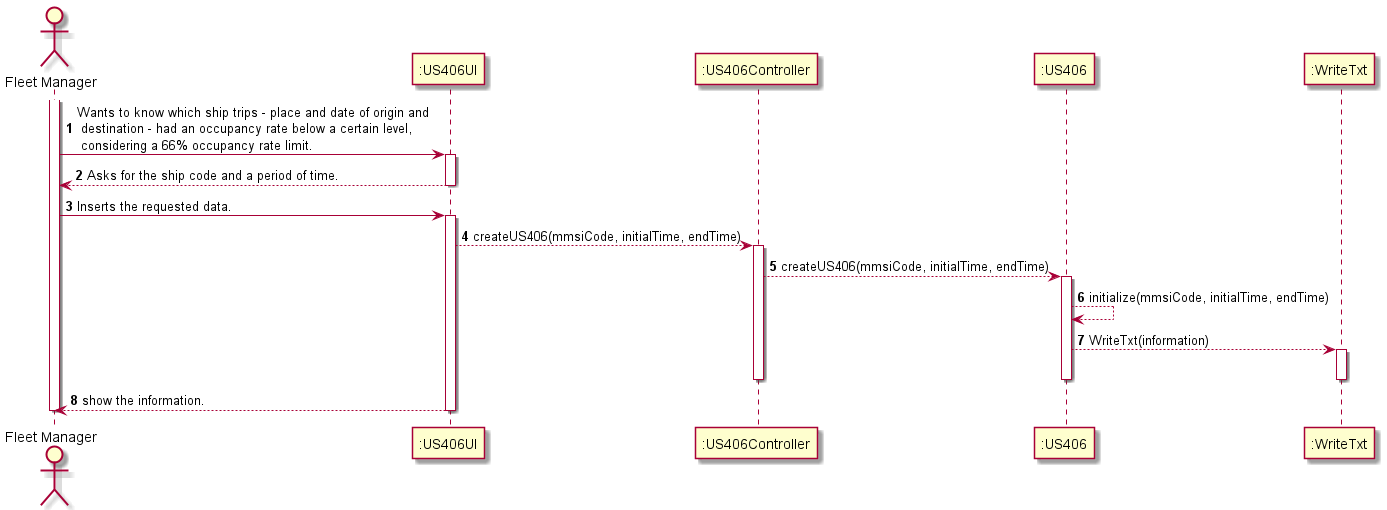 Fleet Manager
:US406UI
:US406Controller
:US406
:WriteTxt
1 Wants to know which ship trips - place and date of origin and
destination - had an occupancy rate below a certain level,
considering a 66% occupancy rate limit.
2 Asks for the ship code and a period of time.
3 Inserts the requested data.
4 createUS406(mmsiCode, initialTime, endTime)
5 createUS406(mmsiCode, initialTime, endTime)
6 initialize(mmsiCode, initialTime, endTime)
7 WriteTxt(information)
8 show the information.
Fleet Manager
:US406UI
:US406Controller
:US406
:WriteTxt